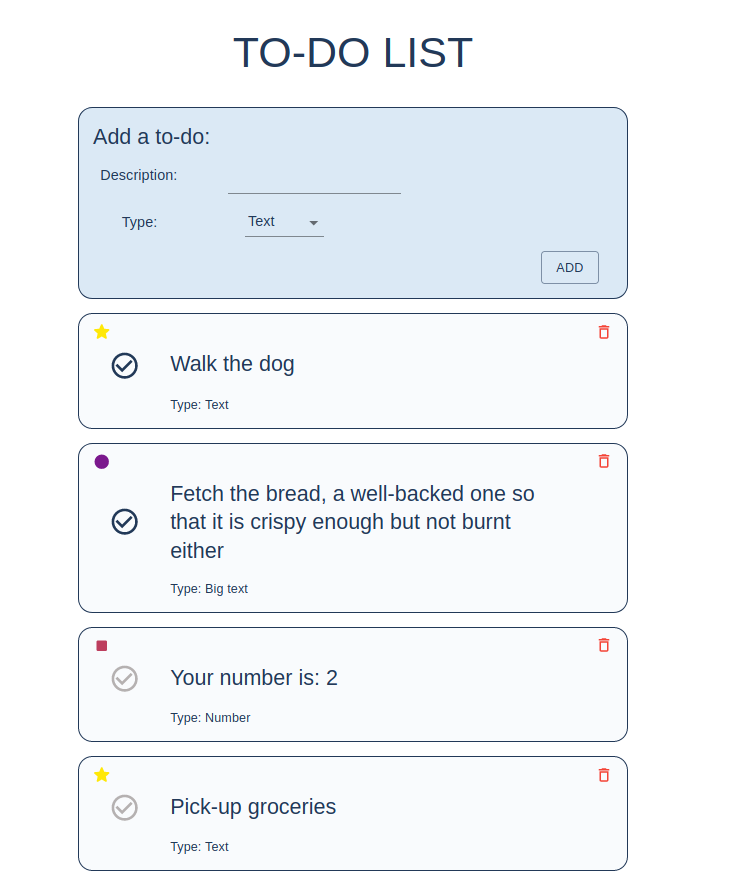 TO-DO LIST
Add a to-do:
Description:
Type:
Text
ADD
Walk the dog
Type: Text
Fetch the bread, a well-backed one so
that it is crispy enough but not burnt
either
Type: Big text
Your number is: 2
Type: Number
Pick-up groceries
Type: Text